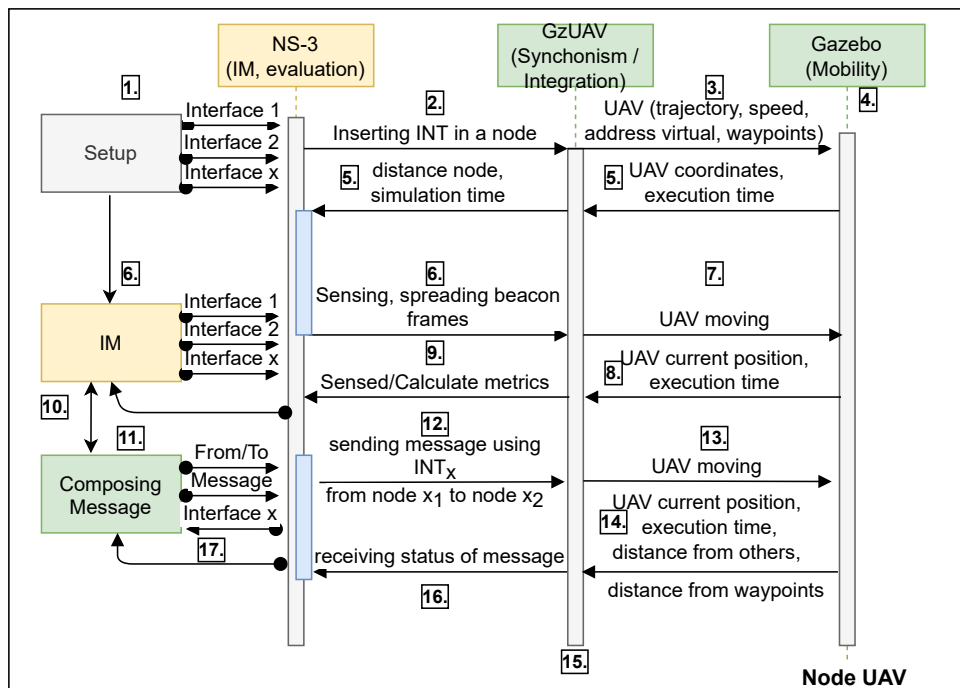 NS-3
(IM, evaluation)
GzUAV
(Synchonism /
Integration)
Gazebo
(Mobility)
1.
2.
3.
4.
Setup
Interface 1
Interface 2
Interface x
Inserting INT in a node
UAV (trajectory, speed,
address virtual, waypoints)
5.
distance node,
simulation time
5.
UAV coordinates,
execution time
6.
6.
7.
IM
Interface 1
Interface 2
Interface x
Sensing, spreading beacon
frames
UAV moving
9.
Sensed/Calculate metrics
8.
UAV current position,
execution time
10.
11.
12.
13.
Composing
Message
From/To
Message
Interface x
sending message using
INTx
from node x1 to node x2
UAV moving
14.
UAV current position,
execution time,
distance from others,
distance from waypoints
17.
receiving status of message
16.
15.
Node UAV